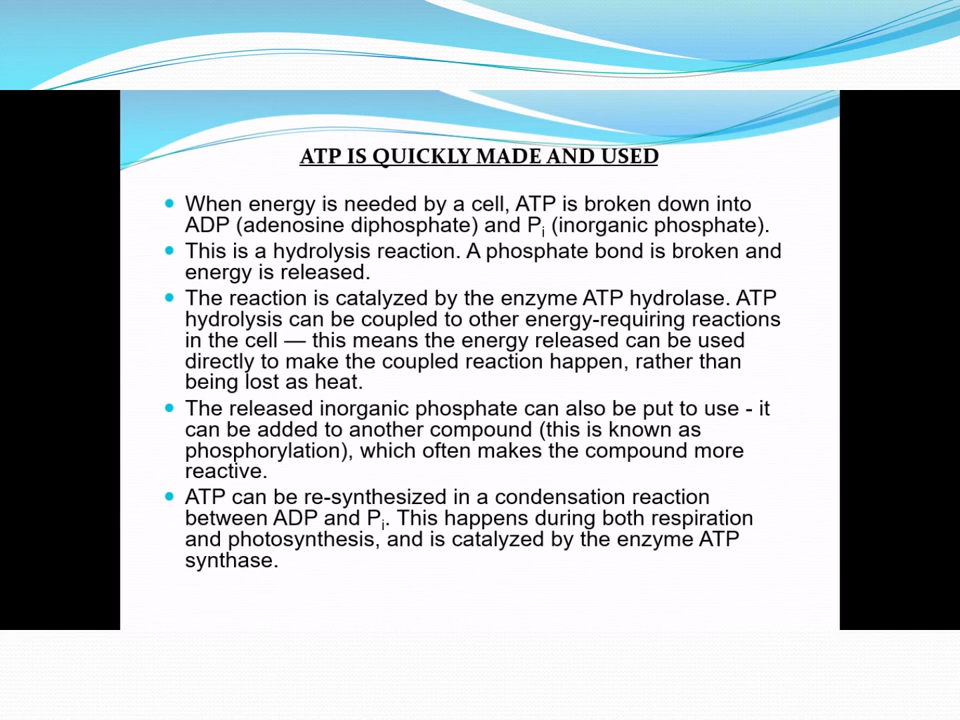 ATP IS QUICKLY MADE AND USED
• When energy is needed by a cell, ATP is broken down into
ADP (adenosine diphosphate) and Pi (inorganic phosphate).
• This is a hydrolysis reaction. A phosphate bond is broken and
energy is released.
• The reaction is catalyzed by the enzyme ATP hydrolase. ATP
hydrolysis can be coupled to other energy-requiring reactions
in the cell — this means the energy released can be used
directly to make the coupled reaction happen, rather than
being lost as heat.
• The released inorganic phosphate can also be put to use - it
can be added to another compound (this is known as
phosphorylation), which often makes the compound more
reactive.
• ATP can be re-synthesized in a condensation reaction
between ADP and Pi. This happens during both respiration
and photosynthesis, and is catalyzed by the enzyme ATP
synthase.